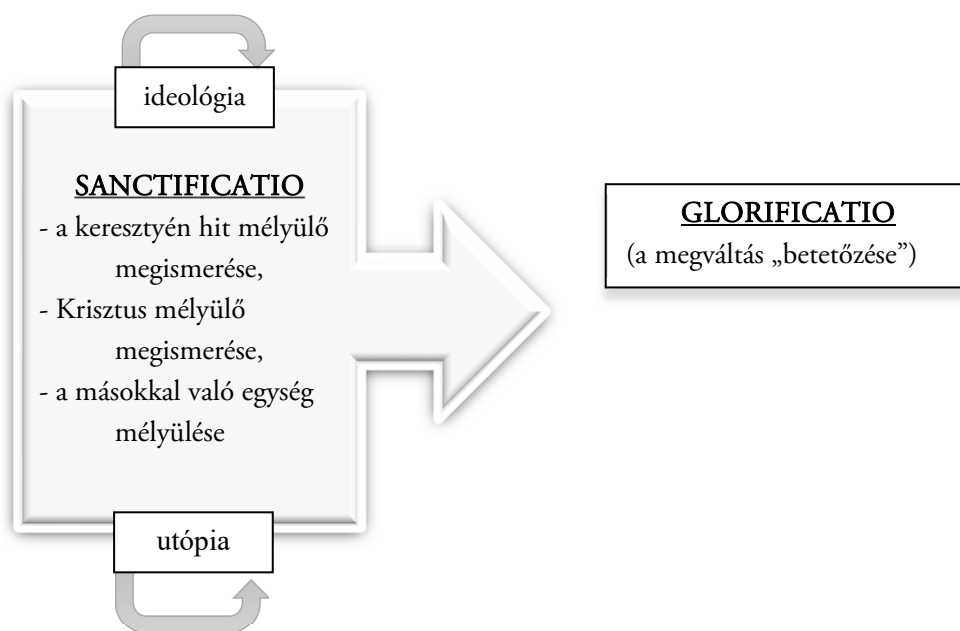 ideológia
SANCTIFICATIO
- a keresztyén hit mélyülő
megismerése,
- Krisztus mélyülő
megismerése,
- a másokkal való egység
mélyülése
utópia
GLORIFICATIO
(a megváltás „betetőzése”)